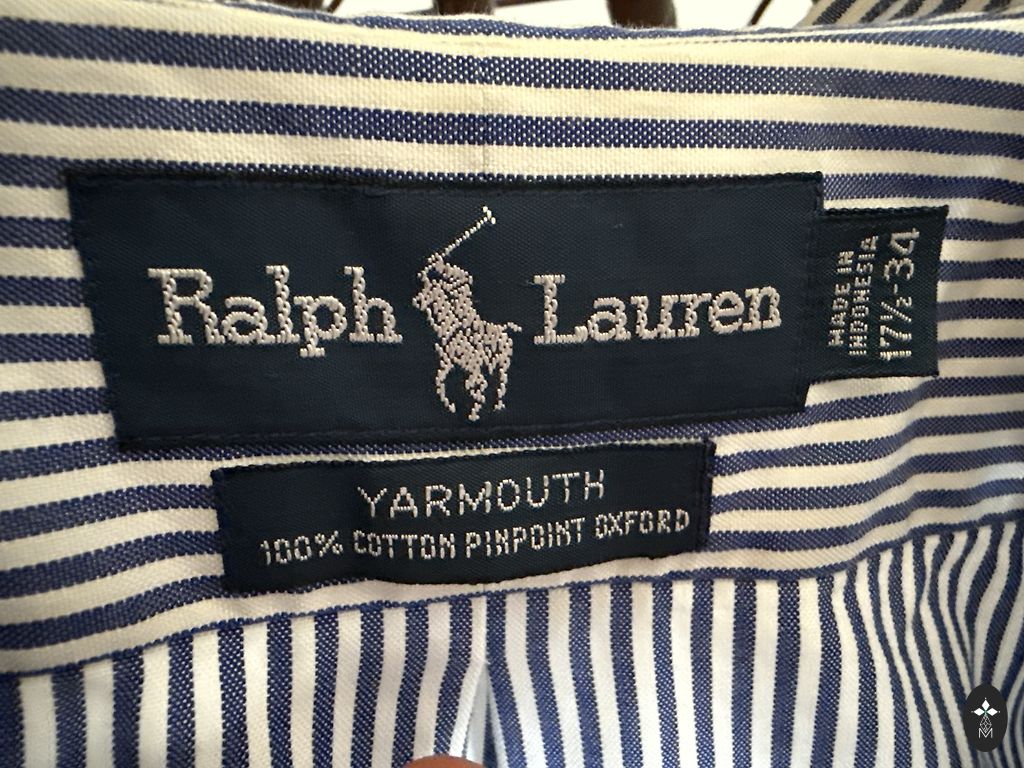 Ralph Lauren
MADE IN
INDONESIA
17½-34
YARMOUTH
100% COTTON PINPOINT OXFORD
M